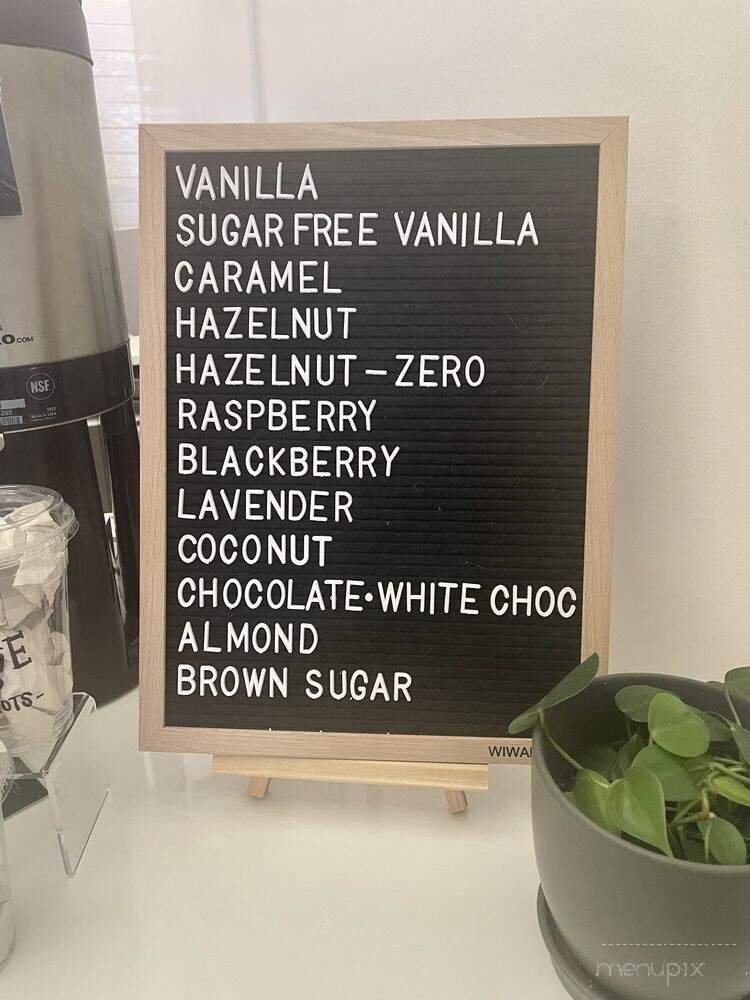 VANILLA
SUGAR FREE VANILLA
CARAMEL
HAZELNUT
HAZELNUT-ZERO
RASPBERRY
BLACKBERRY
LAVENDER
COCONUT
CHOCOLATE•WHITE CHOC
ALMOND
BROWN SUGAR
NSF
.COM
menupix